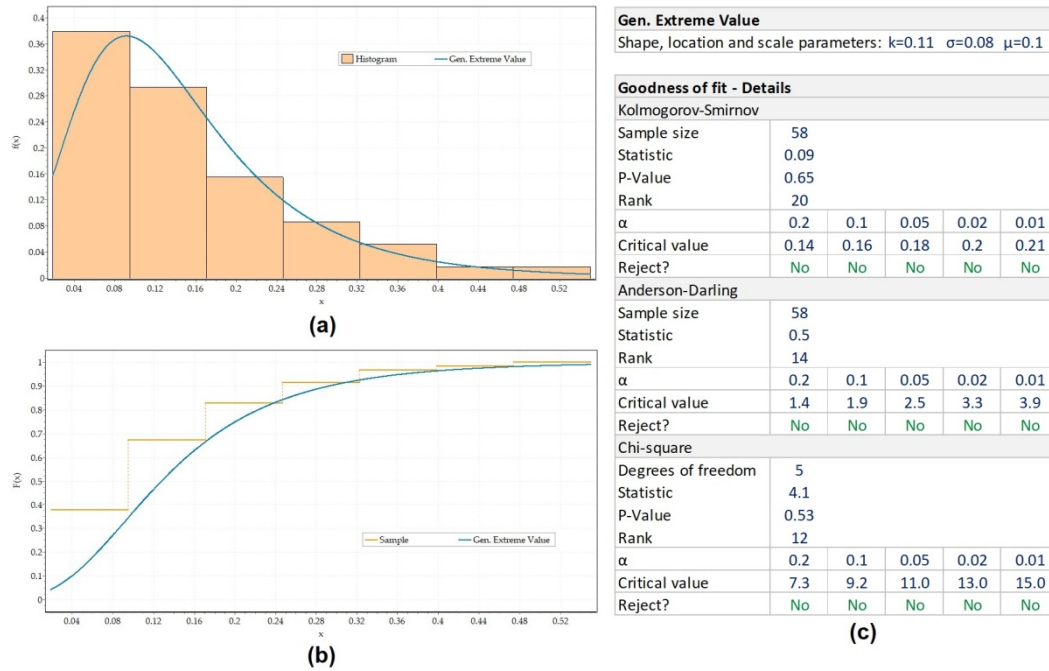 0.4
0.36
0.32
0.28
0.24
0.2
0.16
0.12
0.08
0.04
0
f(x)
Histogram Gen. Extreme Value
0.04 0.08 0.12 0.16 0.2 0.24 0.28 0.32 0.36 0.4 0.44 0.48 0.52
x
(a)
1
0.9
0.8
0.7
0.6
0.5
0.4
0.3
0.2
0.1
0
F(x)
Sample Gen. Extreme Value
0.04 0.08 0.12 0.16 0.2 0.24 0.28 0.32 0.36 0.4 0.44 0.48 0.52
x
(b)
Gen. Extreme Value
Shape, location and scale parameters: k=0.11 σ=0.08 μ=0.1
Goodness of fit - Details
Kolmogorov-Smirnov
Sample size 58
Statistic 0.09
P-Value 0.65
Rank 20
α 0.2 0.1 0.05 0.02 0.01
Critical value 0.14 0.16 0.18 0.2 0.21
Reject? No No No No No
Anderson-Darling
Sample size 58
Statistic 0.5
Rank 14
α 0.2 0.1 0.05 0.02 0.01
Critical value 1.4 1.9 2.5 3.3 3.9
Reject? No No No No No
Chi-square
Degrees of freedom 5
Statistic 4.1
P-Value 0.53
Rank 12
α 0.2 0.1 0.05 0.02 0.01
Critical value 7.3 9.2 11.0 13.0 15.0
Reject? No No No No No
(c)